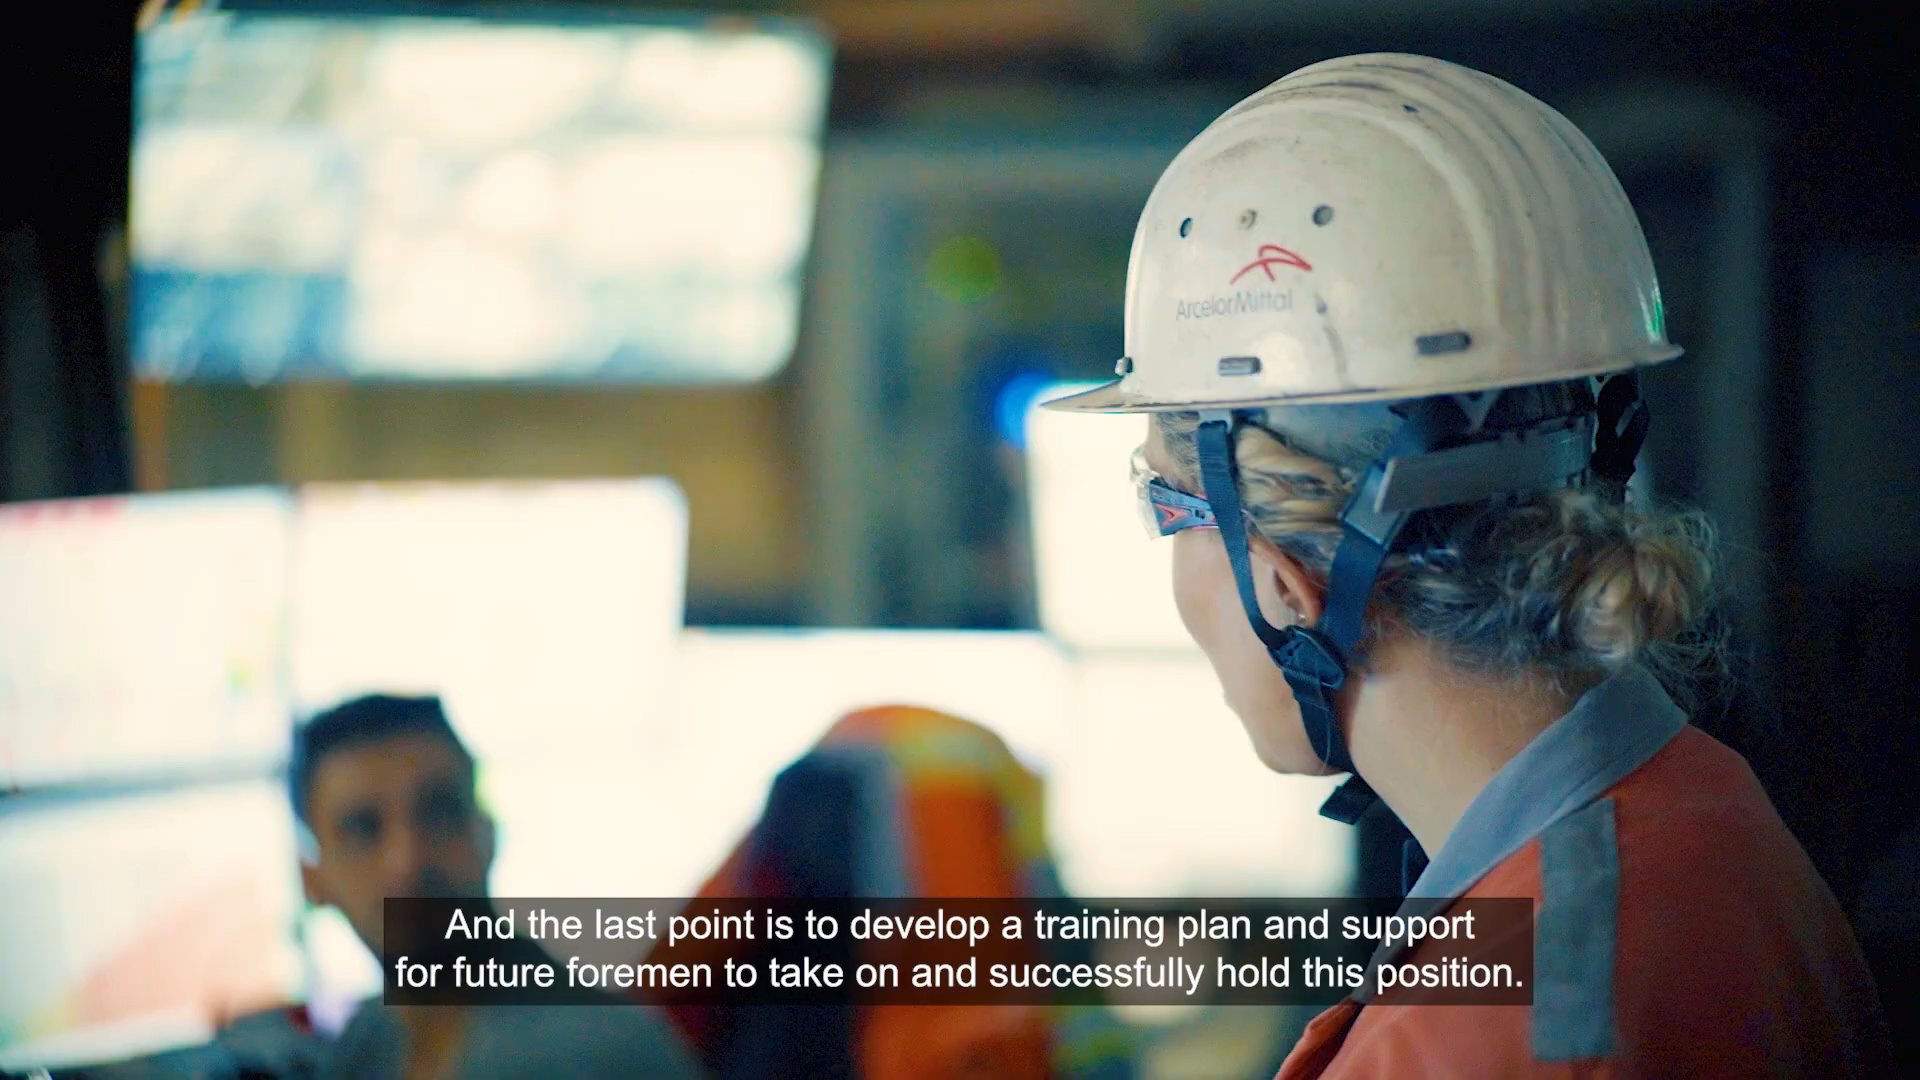 ArcelorMittal
And the last point is to develop a training plan and support
for future foremen to take on and successfully hold this position.